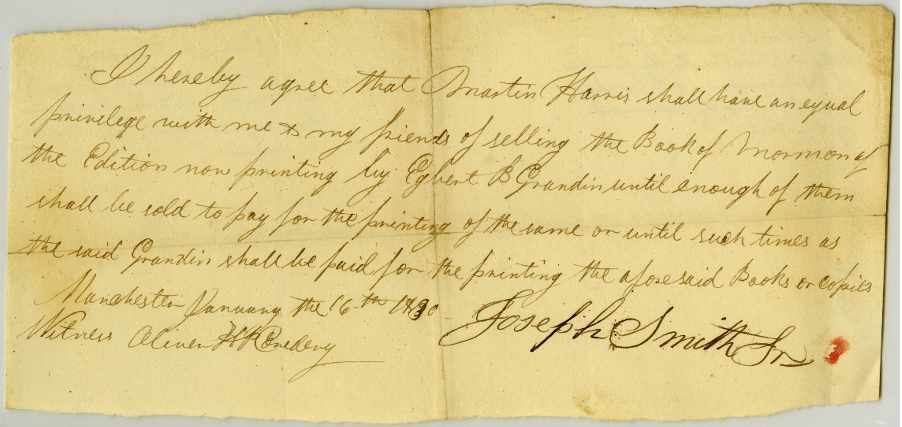 I hereby agree that Martin Harris shall have an equal
privilege with me & my friends of selling the Book of Mormon of
the Edition now printing by Egbert B Grandin until enough of them
shall be sold to pay for the printing of the same or until such times as
the said Grandin shall be paid for the printing the aforesaid Books or copies
Manchester January the 16th 1830 -
Witness Oliver H P Cowdery
Joseph Smith Sr